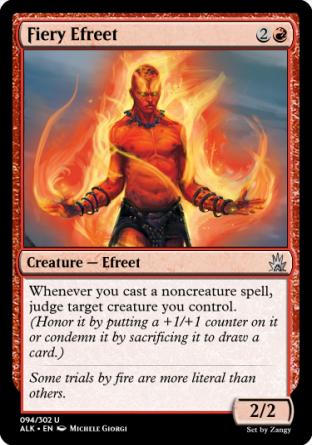 Fiery Efreet 2
Creature — Efreet
Whenever you cast a noncreature spell,
judge target creature you control.
(Honor it by putting a +1/+1 counter on it
or condemn it by sacrificing it to draw a
card.)
Some trials by fire are more literal than
others.
2/2
094/302 U
ALK • EN Michele Giorgi
Set by Zangy